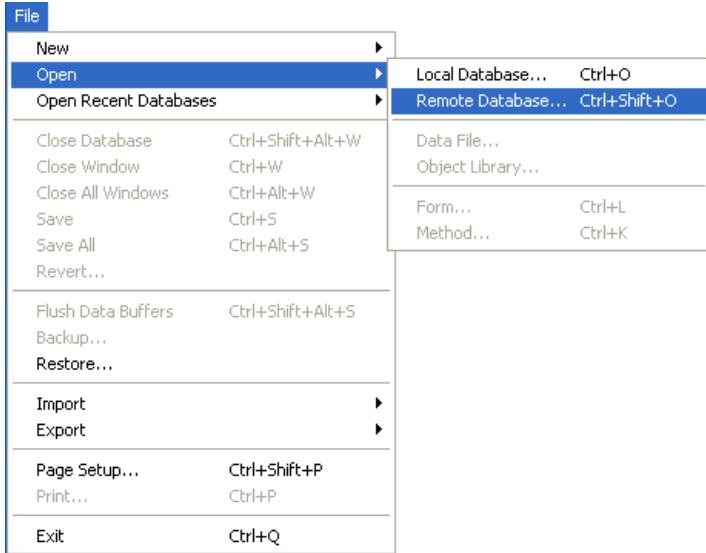 File
New
Open
Open Recent Databases
Close Database Ctrl+Shift+Alt+W
Close Window Ctrl+W
Close All Windows Ctrl+Alt+W
Save Ctrl+S
Save All Ctrl+Alt+S
Revert...
Flush Data Buffers Ctrl+Shift+Alt+S
Backup...
Restore...
Import
Export
Page Setup... Ctrl+Shift+P
Print... Ctrl+P
Exit Ctrl+Q
Local Database... Ctrl+O
Remote Database... Ctrl+Shift+O
Data File...
Object Library...
Form... Ctrl+L
Method... Ctrl+K